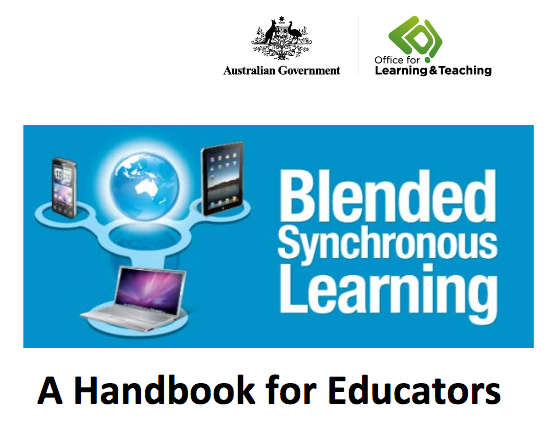 Australian Government
Office for
Learning & Teaching
Blended
Synchronous
Learning
A Handbook for Educators